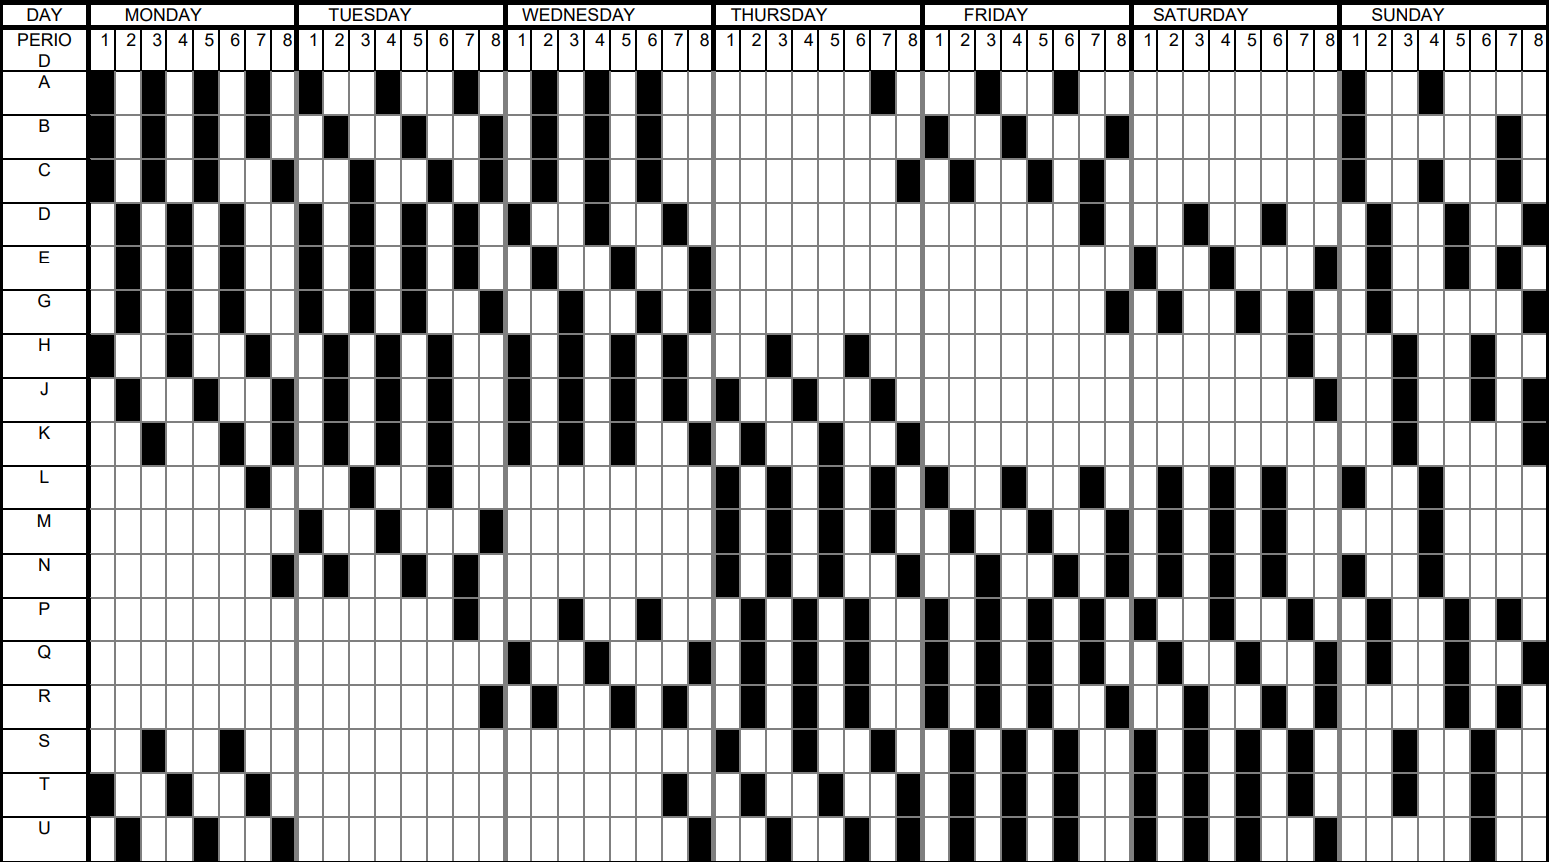 DAY MONDAY TUESDAY WEDNESDAY THURSDAY FRIDAY SATURDAY SUNDAY
PERIO 1 2 3 4 5 6 7 8 1 2 3 4 5 6 7 8 1 2 3 4 5 6 7 8 1 2 3 4 5 6 7 8 1 2 3 4 5 6 7 8 1 2 3 4 5 6 7 8 1 2 3 4 5 6 7 8
D
A
B
C
D
E
G
H
J
K
L
M
N
P
Q
R
S
T
U